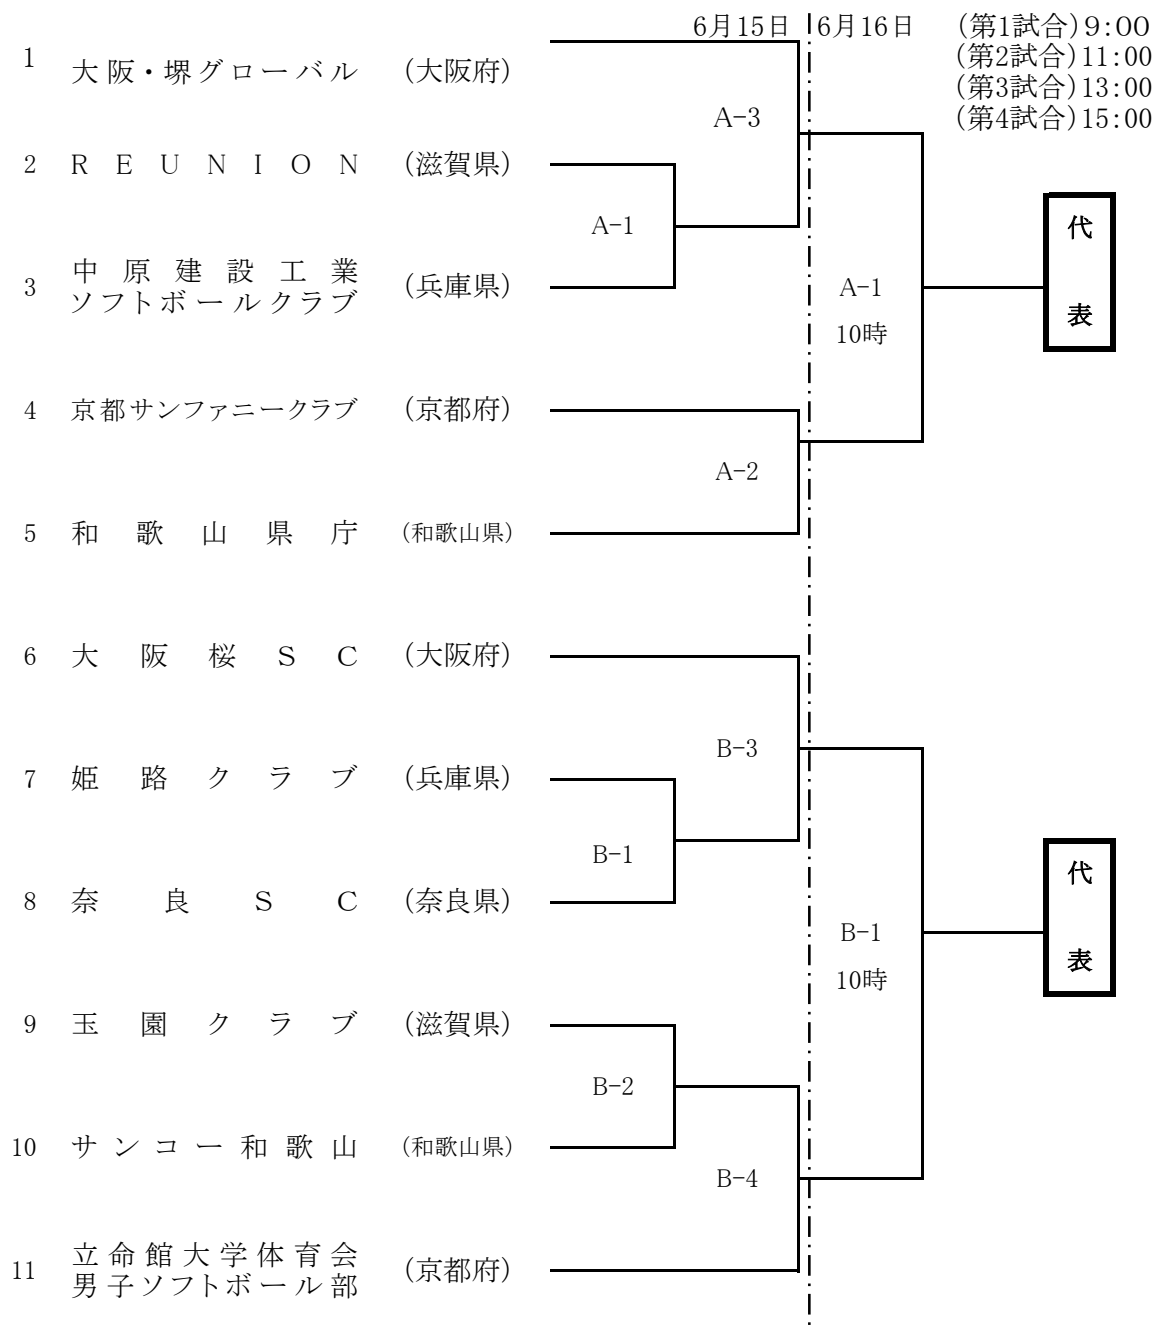 6月15日 6月16日 (第1試合)9:00
(第2試合)11:00
(第3試合)13:00
(第4試合)15:00
1 大阪・堺グローバル (大阪府)
A-3
2 REUNION (滋賀県)
A-1
3 中原建設工業
ソフトボールクラブ (兵庫県)
A-1
10時
代
表
4 京都サンファニークラブ (京都府)
A-2
5 和歌山県庁 (和歌山県)
6 大阪桜SC (大阪府)
B-3
7 姫路クラブ (兵庫県)
B-1
8 奈良SC (奈良県)
B-1
10時
代
表
9 玉園クラブ (滋賀県)
B-2
10 サンコー和歌山 (和歌山県)
B-4
11 立命館大学体育会
男子ソフトボール部 (京都府)